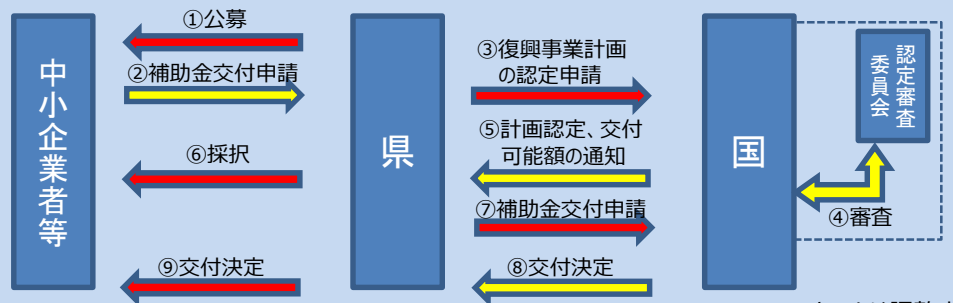 ①公募
②補助金交付申請
③復興事業計画
の認定申請
⑤計画認定、交付
可能額の通知
⑥採択
⑦補助金交付申請
⑧交付決定
⑨交付決定
④審査
中小企業者等
県
国
認定審査
委員会